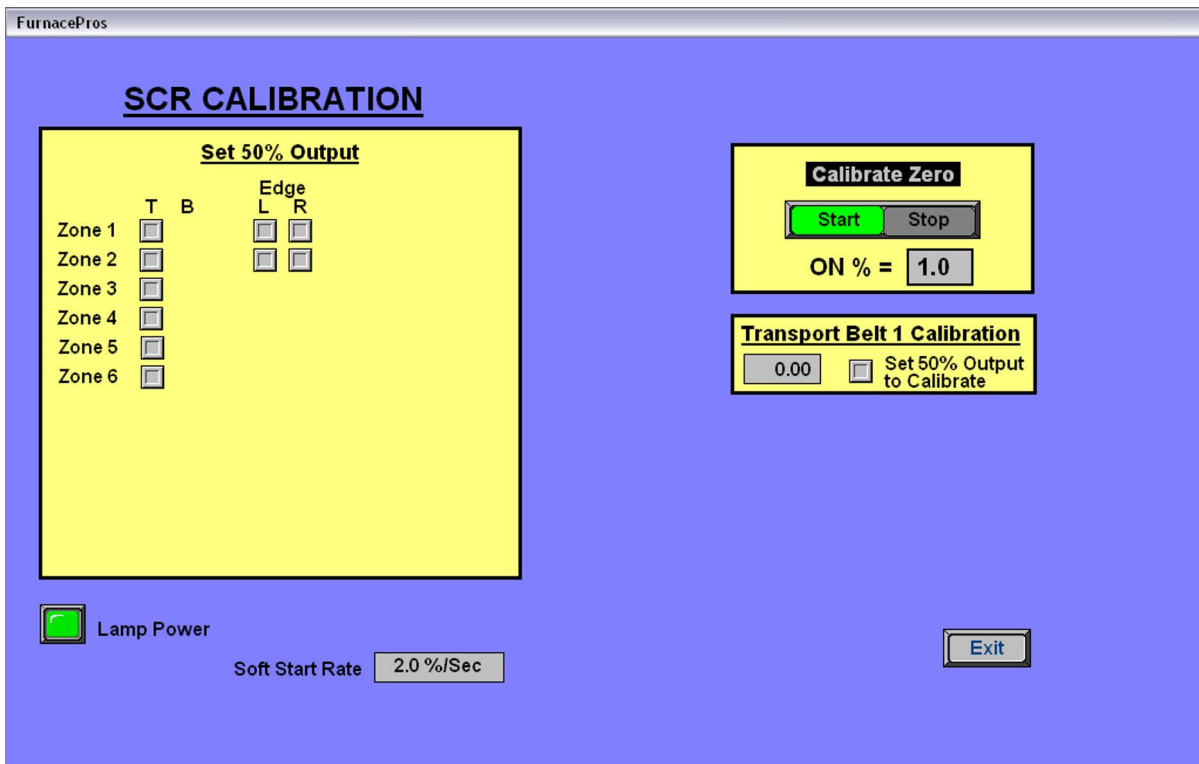 FurnacePros
SCR CALIBRATION
Set 50% Output
Edge
T B L R
Zone 1
Zone 2
Zone 3
Zone 4
Zone 5
Zone 6
Lamp Power
Soft Start Rate 2.0 %/Sec
Calibrate Zero
Start Stop
ON % = 1.0
Transport Belt 1 Calibration
0.00 Set 50% Output
to Calibrate
Exit